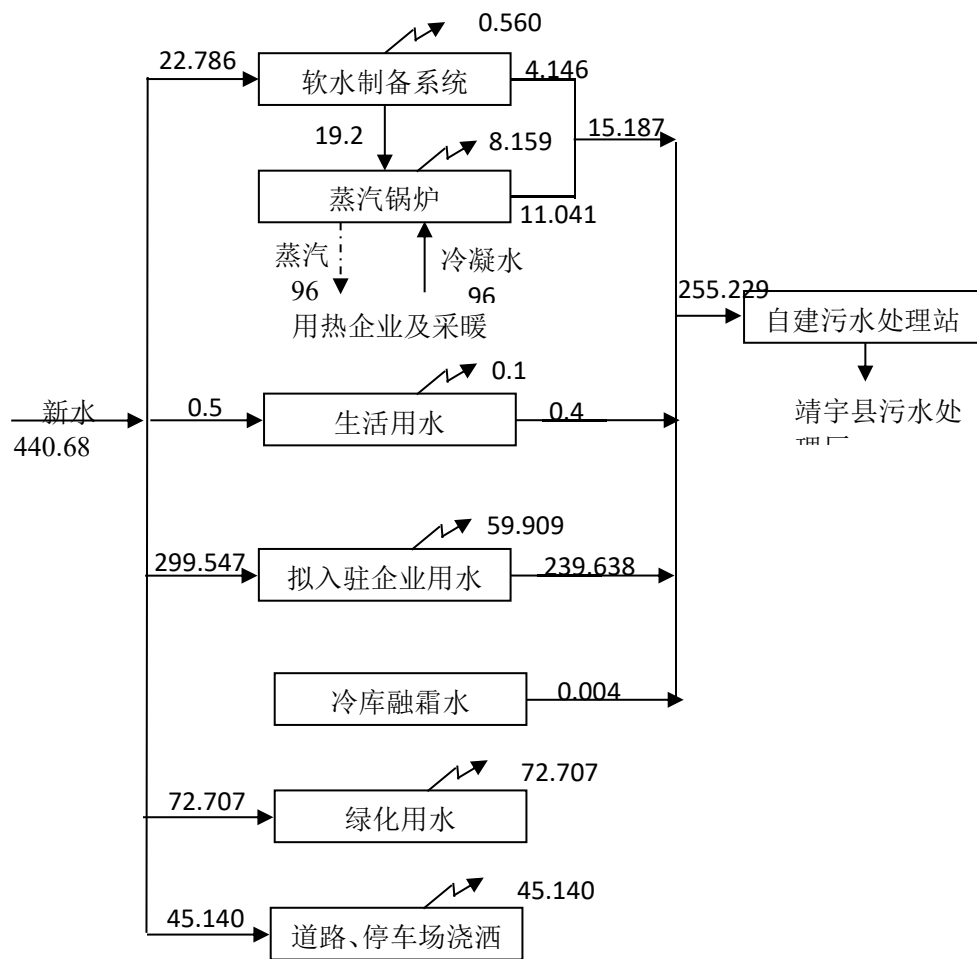 0.560
22.786
软水制备系统
4.146
19.2
8.159
15.187
蒸汽锅炉
11.041
蒸汽
96
冷凝水
96
用热企业及采暖
255.229
自建污水处理站
0.1
新水
440.68
0.5
生活用水
0.4
靖宇县污水处
59.909
299.547
拟入驻企业用水
239.638
冷库融霜水
0.004
72.707
72.707
绿化用水
45.140
45.140
道路、停车场浇洒